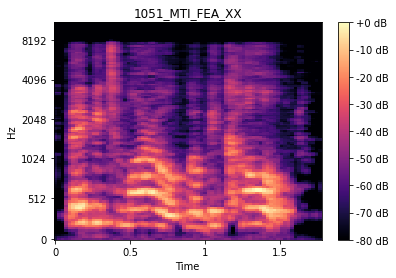 1051_MTI_FEA_XX
+0 dB
8192
-10 dB
4096
-20 dB
-30 dB
2048
Hz
-40 dB
1024
-50 dB
512
-60 dB
-70 dB
0
-80 dB
0
0.5
1
1.5
Time